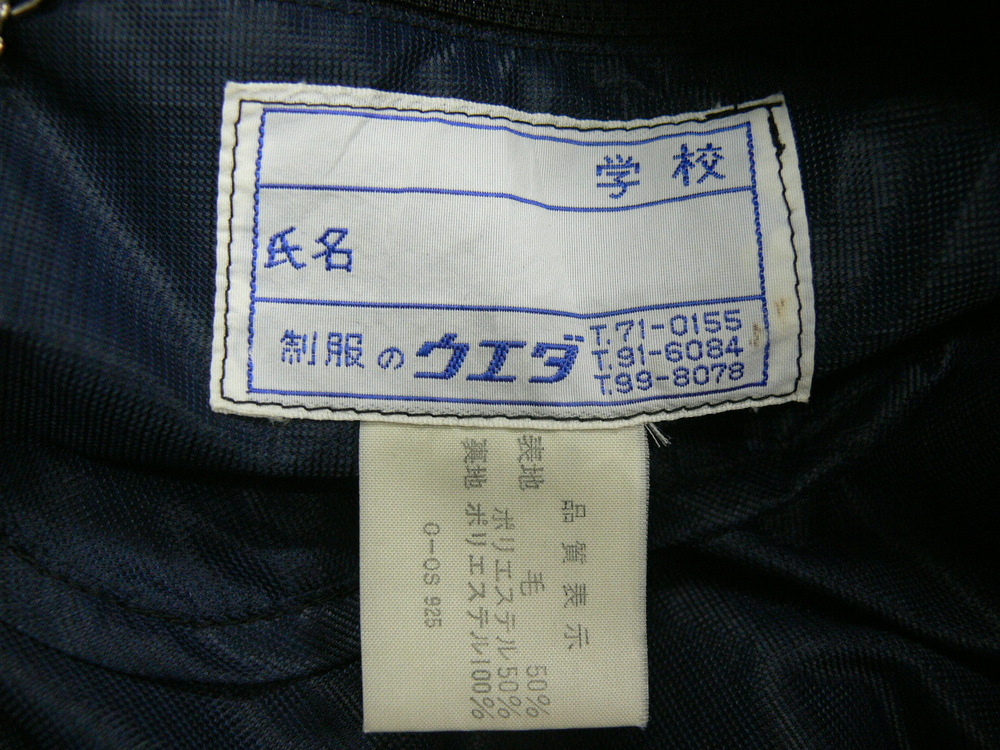 学校
氏名
制服のウエダ
T.71-0155
T.91-6084
T.99-8078
品質表示
表地 毛 50%
ポリエステル50%
裏地 ポリエステル100%
O-OS 925